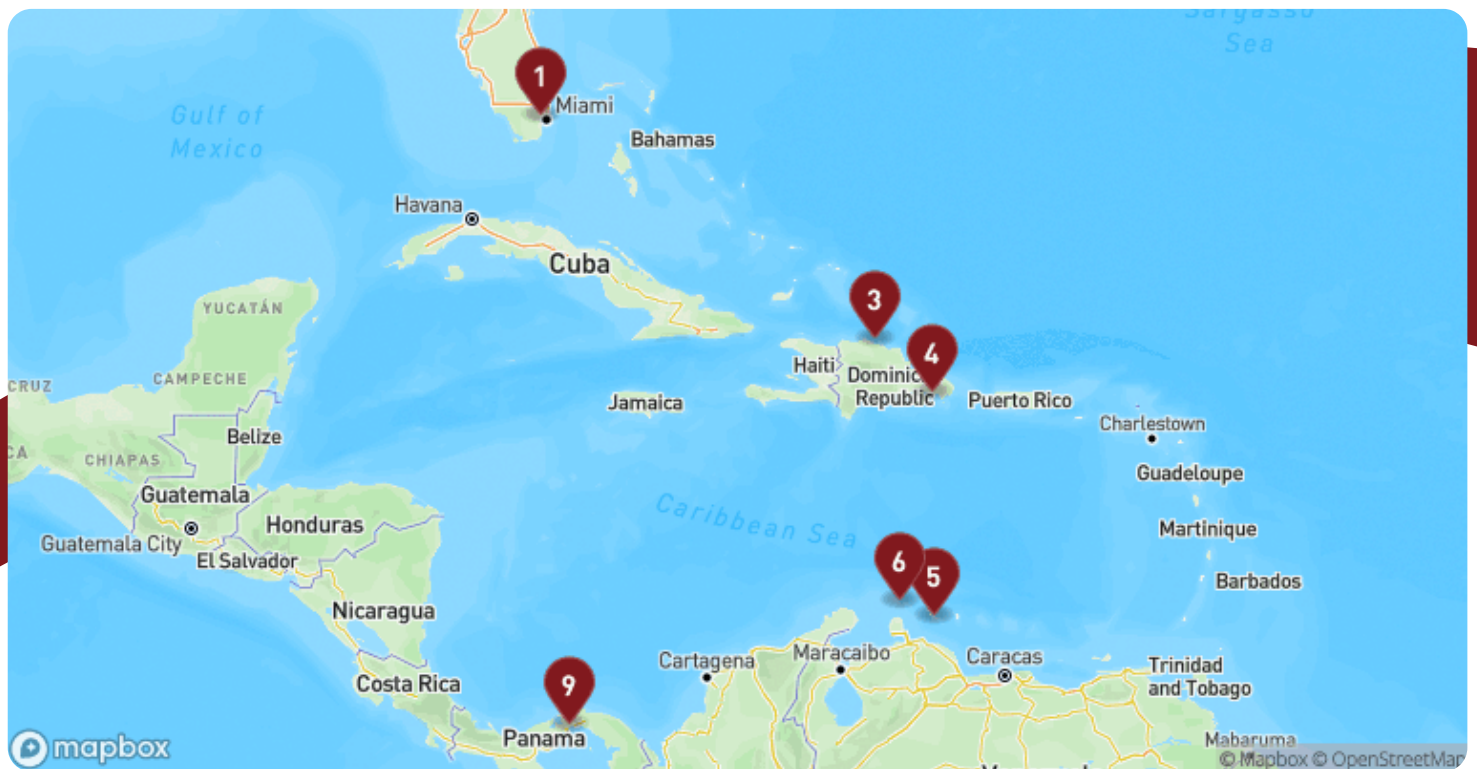 Sargasso
Sea
1
Miami
Gulf of
Mexico
Bahamas
Havana
Cuba
YUCATÁN
3
4
CAMPECHE
CRUZ
Haiti
Dominic
Republic
Puerto Rico
Jamaica
Charlestown
Belize
CA
CHIAPAS
Guadeloupe
Guatemala
Honduras
Caribbean Sea
Martinique
Guatemala City
El Salvador
6
5
Barbados
Nicaragua
Cartagena
Maracaibo
Caracas
Trinidad
and Tobago
Costa Rica
9
Panama
Mabaruma
mapbox
© Mapbox © OpenStreetMap